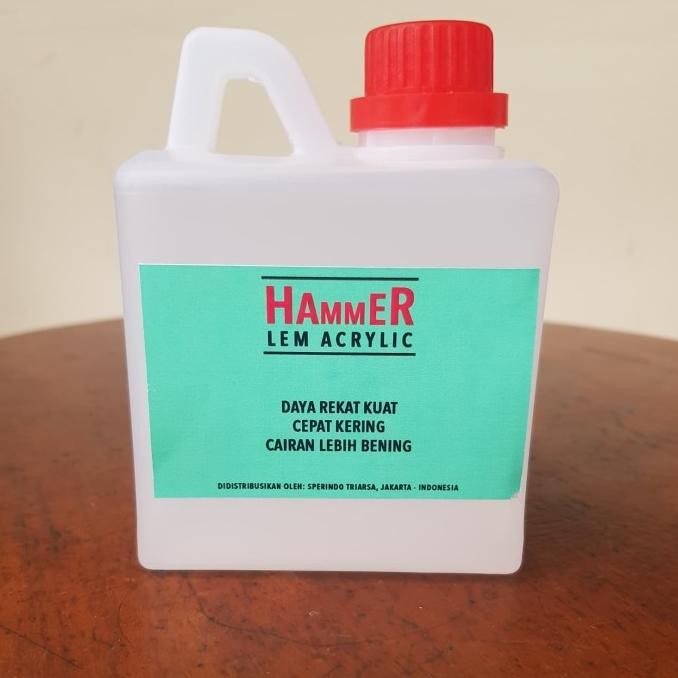 HAMMER
LEM ACRYLIC
DAYA REKAT KUAT
CEPAT KERING
CAIRAN LEBIH BENING
DIDISTRIBUSIKAN OLEH: SPERINDO TRIARSA, JAKARTA - INDONESIA